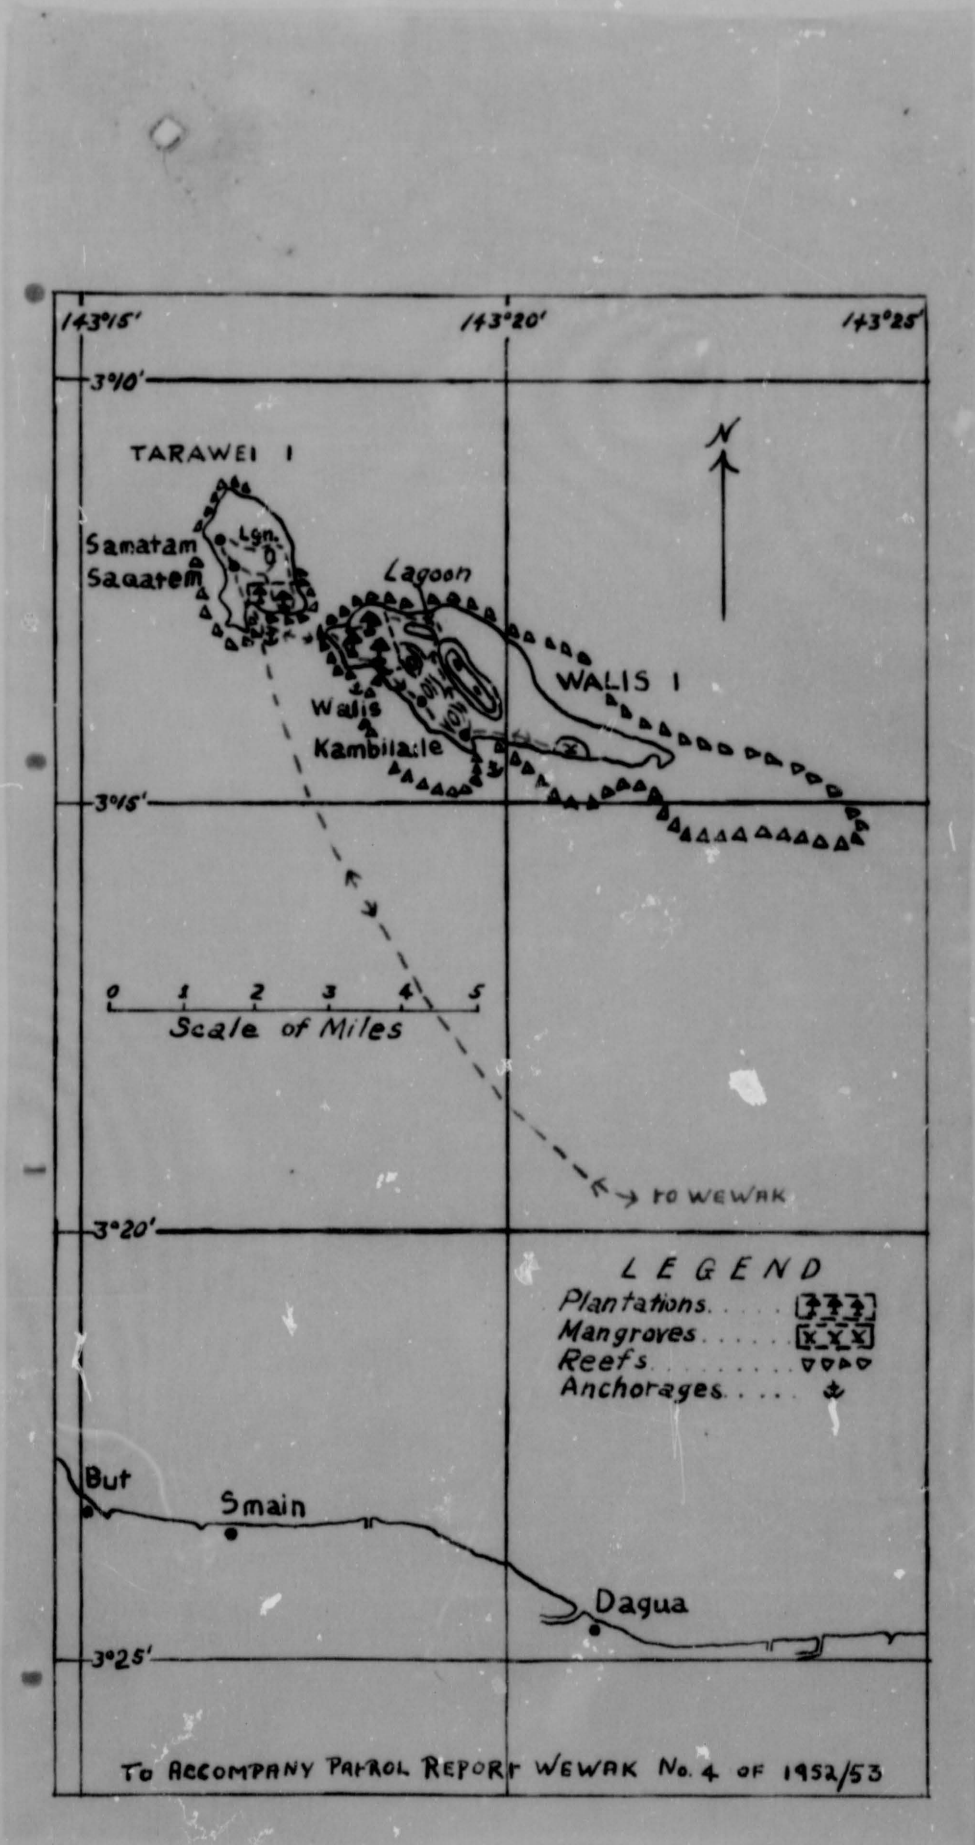 143°15' 143°20' 143°25'
3°10'
N
TARAWEI I
Lgn.
Samatam
Sagatem
Lagoon
WALIS I
Walis
Kambilaile
3°15'
0 1 2 3 4 5
Scale of Miles
TO WEWAK
3°20'
LEGEND
Plantations.....
Mangroves.......
Reefs..........
Anchorages.....
But
Smain
Dagua
3°25'
TO ACCOMPANY PATROL REPORT WEWAK No. 4 OF 1952/53